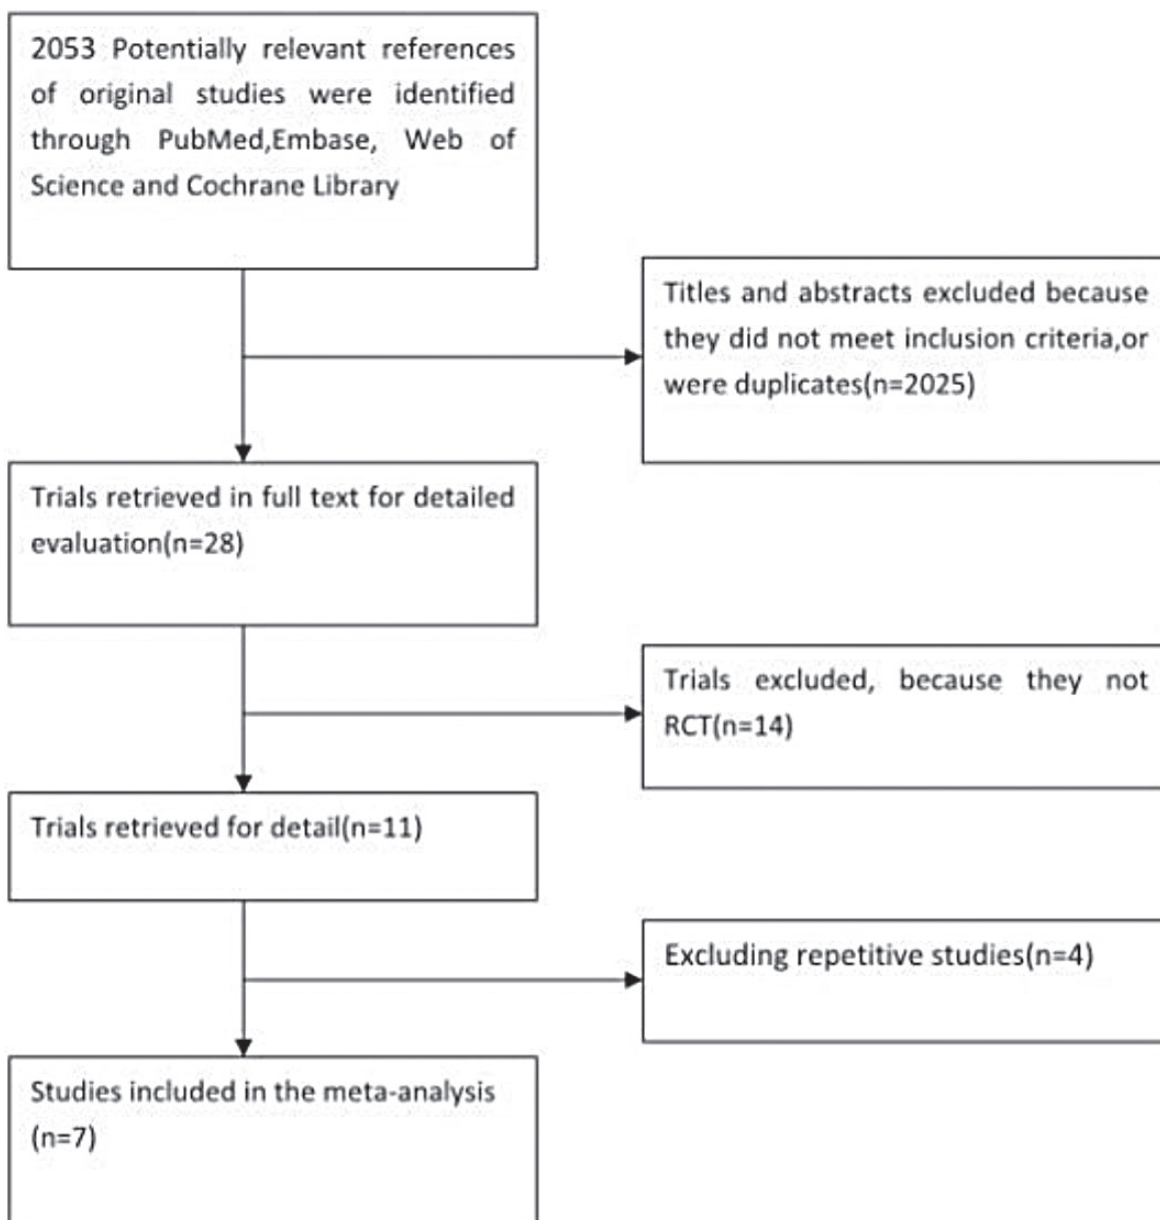 2053 Potentially relevant references
of original studies were identified
through PubMed,Embase, Web of
Science and Cochrane Library
Titles and abstracts excluded because
they did not meet inclusion criteria,or
were duplicates(n=2025)
Trials retrieved in full text for detailed
evaluation(n=28)
Trials excluded, because they not
RCT(n=14)
Trials retrieved for detail(n=11)
Excluding repetitive studies(n=4)
Studies included in the meta-analysis
(n=7)